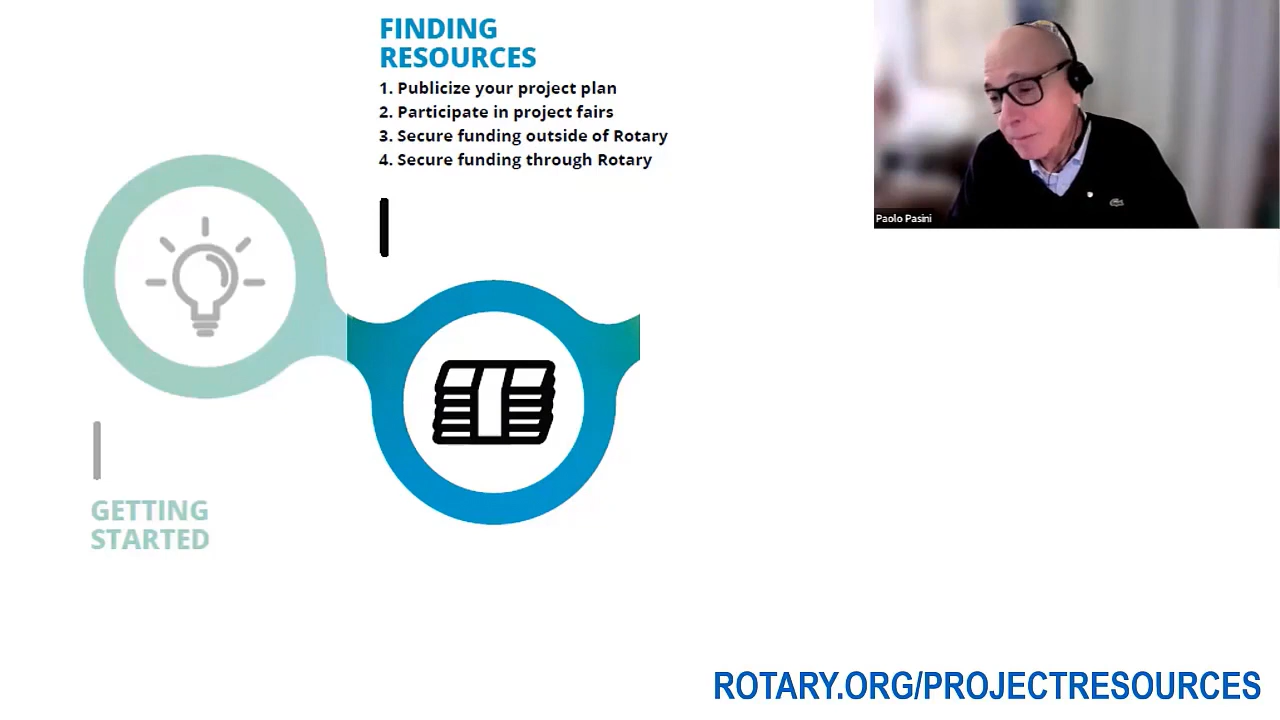 FINDING
RESOURCES
1. Publicize your project plan
2. Participate in project fairs
3. Secure funding outside of Rotary
4. Secure funding through Rotary
Paolo Pasini
GETTING
STARTED
ROTARY.ORG/PROJECTRESOURCES